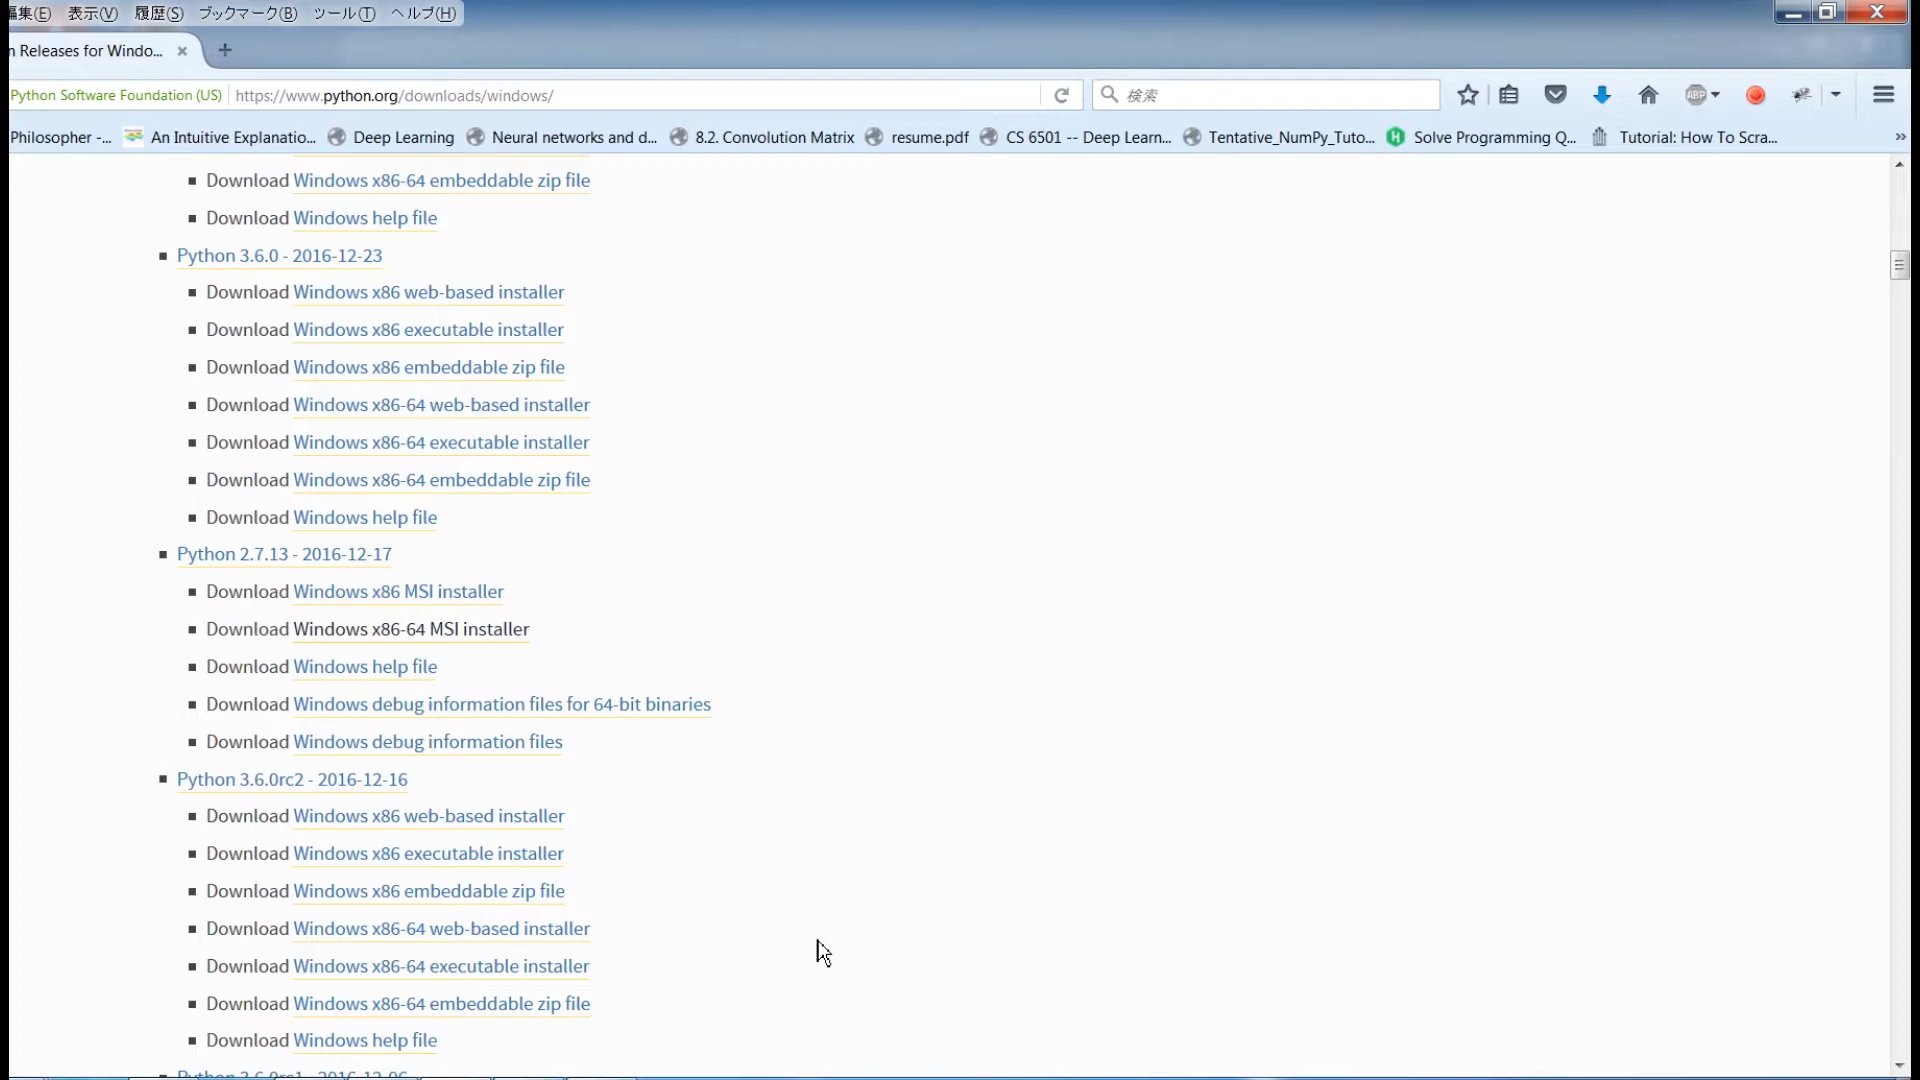 編集(E) 表示(V) 履歴(S) ブックマーク(B) ツール(T) ヘルプ(H)
n Releases for Windo...
Python Software Foundation (US) https://www.python.org/downloads/windows/ 検索 ABP
Philosopher -... An Intuitive Explanatio... Deep Learning Neural networks and d... 8.2. Convolution Matrix resume.pdf CS 6501 -- Deep Learn... Tentative_NumPy_Tuto... Solve Programming Q... Tutorial: How To Scra... »
Download Windows x86-64 embeddable zip file
Download Windows help file
Python 3.6.0 - 2016-12-23
Download Windows x86 web-based installer
Download Windows x86 executable installer
Download Windows x86 embeddable zip file
Download Windows x86-64 web-based installer
Download Windows x86-64 executable installer
Download Windows x86-64 embeddable zip file
Download Windows help file
Python 2.7.13 - 2016-12-17
Download Windows x86 MSI installer
Download Windows x86-64 MSI installer
Download Windows help file
Download Windows debug information files for 64-bit binaries
Download Windows debug information files
Python 3.6.0rc2 - 2016-12-16
Download Windows x86 web-based installer
Download Windows x86 executable installer
Download Windows x86 embeddable zip file
Download Windows x86-64 web-based installer
Download Windows x86-64 executable installer
Download Windows x86-64 embeddable zip file
Download Windows help file
Python 3.6.0rc1 - 2016-12-06